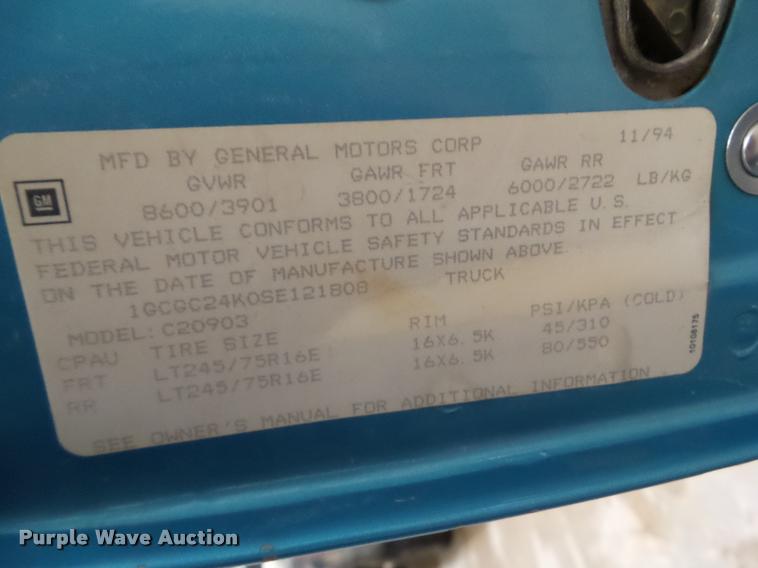 MFD BY GENERAL MOTORS CORP 11/94
GVWR GAWR FRT GAWR RR
GM 8600/3901 3800/1724 6000/2722 LB/KG
THIS VEHICLE CONFORMS TO ALL APPLICABLE U.S.
FEDERAL MOTOR VEHICLE SAFETY STANDARDS IN EFFECT
ON THE DATE OF MANUFACTURE SHOWN ABOVE.
1GCGC24K0SE121808 TRUCK
MODEL: C20903
CPAU TIRE SIZE RIM PSI/KPA (COLD)
FRT LT245/75R16E 16X6.5K 45/310
RR LT245/75R16E 16X6.5K 80/550
SEE OWNER'S MANUAL FOR ADDITIONAL INFORMATION.
10108175
Purple Wave Auction